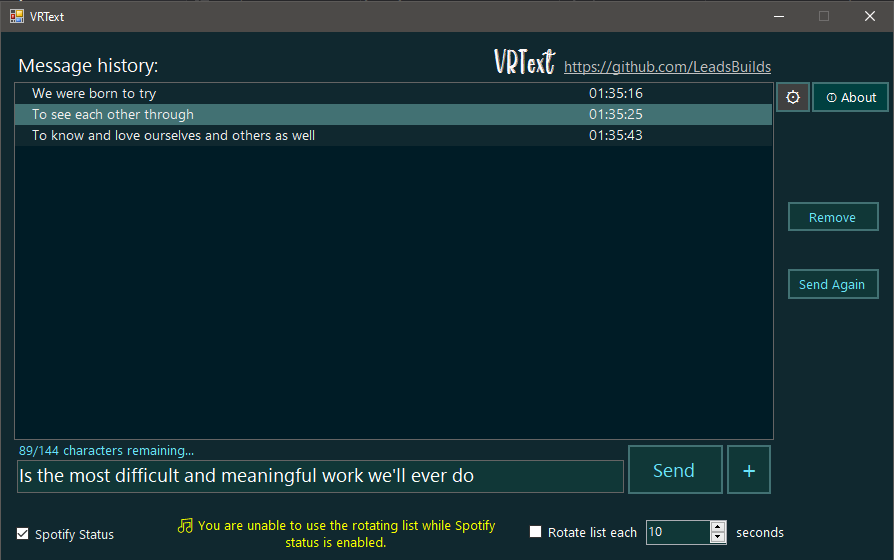 VRText
Message history:
VRText https://github.com/LeadsBuilds
We were born to try 01:35:16
To see each other through 01:35:25
To know and love ourselves and others as well 01:35:43
About
Remove
Send Again
89/144 characters remaining...
Is the most difficult and meaningful work we'll ever do
Send +
Spotify Status
You are unable to use the rotating list while Spotify
status is enabled.
Rotate list each 10 seconds